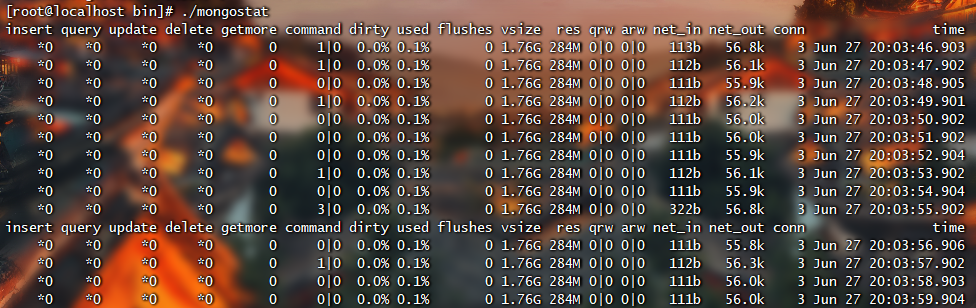 [root@localhost bin]# ./mongostat
insert query update delete getmore command dirty used flushes vsize res qrw arw net_in net_out conn time
*0 *0 *0 *0 0 1|0 0.0% 0.1% 0 1.76G 284M 0|0 0|0 113b 56.8k 3 Jun 27 20:03:46.903
*0 *0 *0 *0 0 1|0 0.0% 0.1% 0 1.76G 284M 0|0 0|0 112b 56.1k 3 Jun 27 20:03:47.902
*0 *0 *0 *0 0 0|0 0.0% 0.1% 0 1.76G 284M 0|0 0|0 111b 55.9k 3 Jun 27 20:03:48.905
*0 *0 *0 *0 0 1|0 0.0% 0.1% 0 1.76G 284M 0|0 0|0 112b 56.2k 3 Jun 27 20:03:49.901
*0 *0 *0 *0 0 0|0 0.0% 0.1% 0 1.76G 284M 0|0 0|0 111b 56.0k 3 Jun 27 20:03:50.902
*0 *0 *0 *0 0 0|0 0.0% 0.1% 0 1.76G 284M 0|0 0|0 111b 56.0k 3 Jun 27 20:03:51.902
*0 *0 *0 *0 0 0|0 0.0% 0.1% 0 1.76G 284M 0|0 0|0 111b 55.9k 3 Jun 27 20:03:52.904
*0 *0 *0 *0 0 1|0 0.0% 0.1% 0 1.76G 284M 0|0 0|0 112b 56.0k 3 Jun 27 20:03:53.902
*0 *0 *0 *0 0 0|0 0.0% 0.1% 0 1.76G 284M 0|0 0|0 111b 55.9k 3 Jun 27 20:03:54.904
*0 *0 *0 *0 0 3|0 0.0% 0.1% 0 1.76G 284M 0|0 0|0 322b 56.8k 3 Jun 27 20:03:55.902
insert query update delete getmore command dirty used flushes vsize res qrw arw net_in net_out conn time
*0 *0 *0 *0 0 0|0 0.0% 0.1% 0 1.76G 284M 0|0 0|0 111b 55.8k 3 Jun 27 20:03:56.906
*0 *0 *0 *0 0 1|0 0.0% 0.1% 0 1.76G 284M 0|0 0|0 112b 56.3k 3 Jun 27 20:03:57.902
*0 *0 *0 *0 0 0|0 0.0% 0.1% 0 1.76G 284M 0|0 0|0 111b 56.0k 3 Jun 27 20:03:58.903
*0 *0 *0 *0 0 0|0 0.0% 0.1% 0 1.76G 284M 0|0 0|0 111b 56.0k 3 Jun 27 20:03:59.904